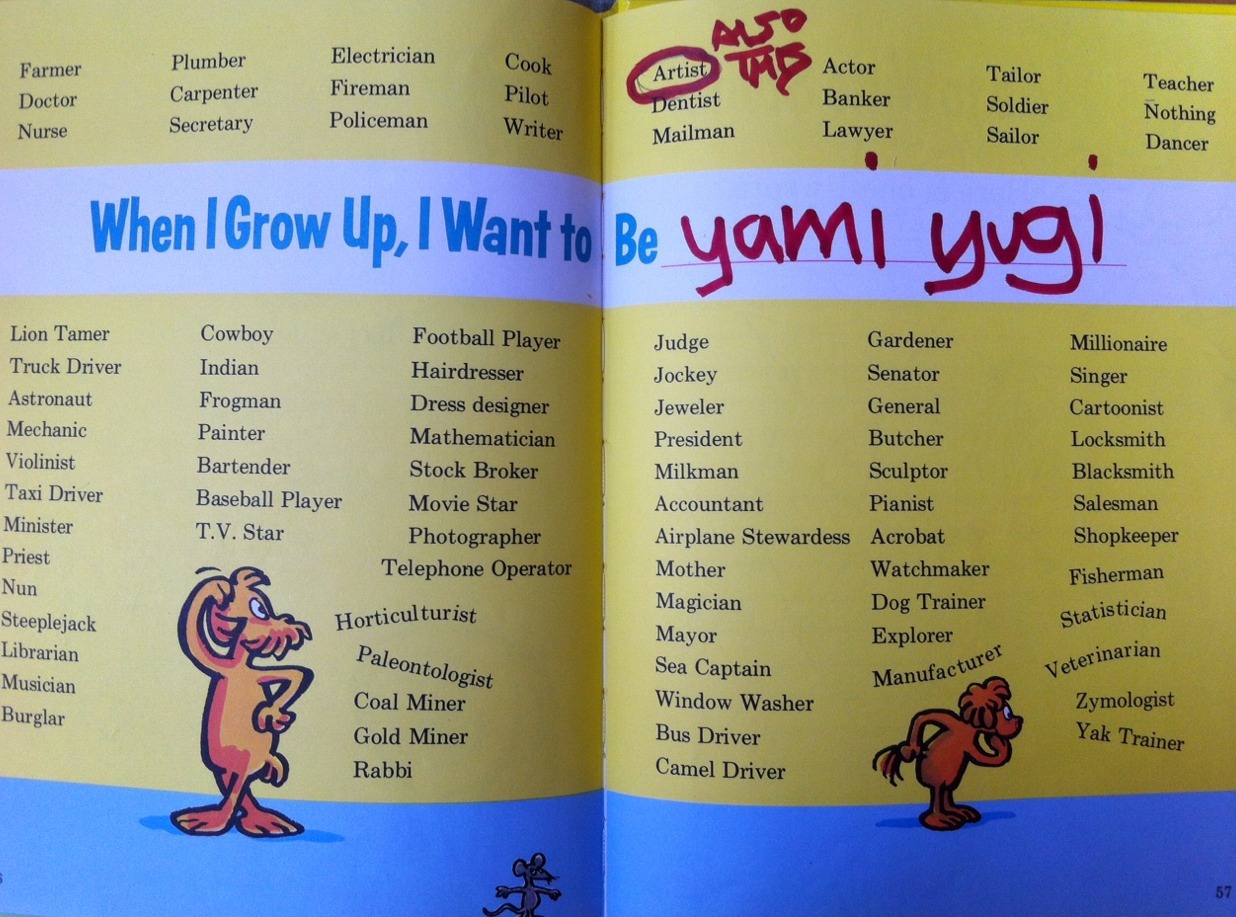 Farmer Plumber Electrician Cook
Doctor Carpenter Fireman Pilot
Nurse Secretary Policeman Writer
ALSO
THIS
Artist Actor Tailor Teacher
Dentist Banker Soldier Nothing
Mailman Lawyer Sailor Dancer
When I Grow Up, I Want to Be yami yugi
Lion Tamer Cowboy Football Player
Truck Driver Indian Hairdresser
Astronaut Frogman Dress designer
Mechanic Painter Mathematician
Violinist Bartender Stock Broker
Taxi Driver Baseball Player Movie Star
Minister T.V. Star Photographer
Priest Telephone Operator
Nun Horticulturist
Steeplejack Paleontologist
Librarian Coal Miner
Musician Gold Miner
Burglar Rabbi
Judge Gardener Millionaire
Jockey Senator Singer
Jeweler General Cartoonist
President Butcher Locksmith
Milkman Sculptor Blacksmith
Accountant Pianist Salesman
Airplane Stewardess Acrobat Shopkeeper
Mother Watchmaker Fisherman
Magician Dog Trainer Statistician
Mayor Explorer Veterinarian
Sea Captain Manufacturer Zymologist
Window Washer Yak Trainer
Bus Driver
Camel Driver
57